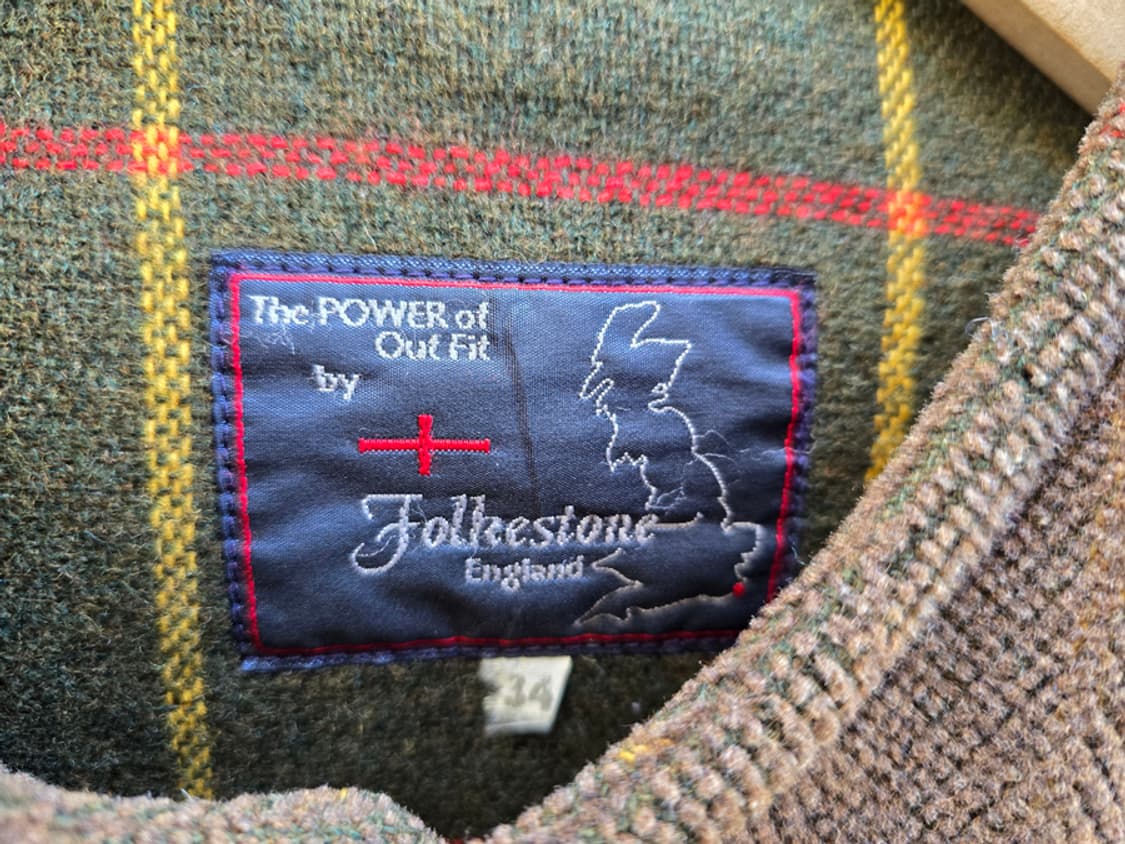 The POWER of
Out Fit
by
Folkestone
England
34